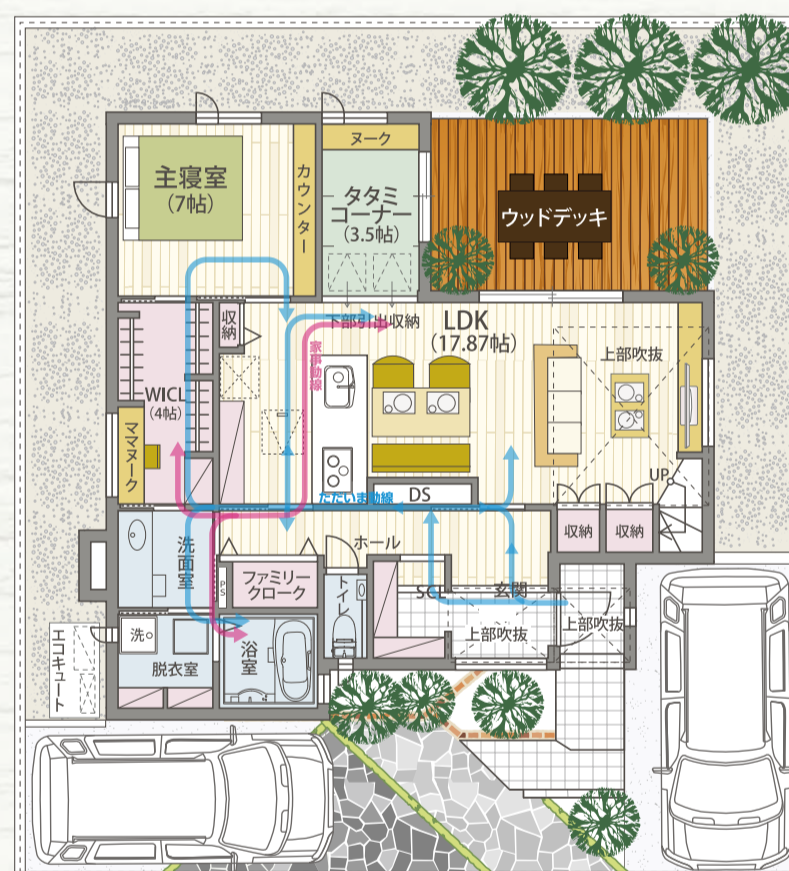 ヌーク
主寝室
(7帖)
カウンター
タタミ
コーナー
(3.5帖)
ウッドデッキ
収納
下部引出収納
LDK
(17.87帖)
上部吹抜
家事動線
WICL
(4帖)
ママヌーク
UP
DS
ただいま動線
収納
収納
洗面室
ホール
PS
ファミリー
クローク
トイレ
SCL
玄関
上部吹抜
上部吹抜
エコキュート
洗
脱衣室
浴室